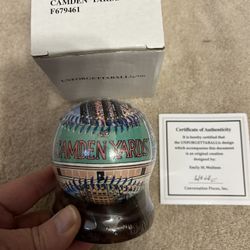 CAMDEN YARDS
F679461
UNFORGETTABALL!
CAMDEN YARDS
Certificate of Authenticity
It is hereby certified that
the UNFORGETTABALL! design
which accompanies this document
is an original creation
designed by:
Emily M.
Conversation Pieces, Inc.